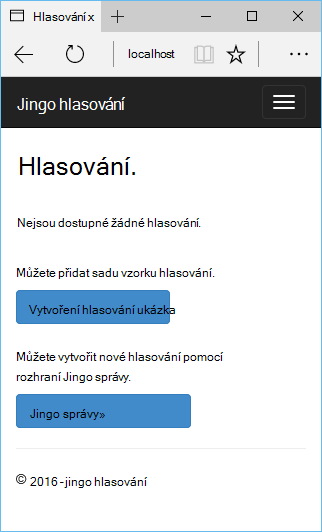 Hlasování x
localhost
Jingo hlasování
Hlasování.
Nejsou dostupné žádné hlasování.
Můžete přidat sadu vzorku hlasování.
Vytvoření hlasování ukázka
Můžete vytvořit nové hlasování pomocí
rozhraní Jingo správy.
Jingo správy»
© 2016 - jingo hlasování